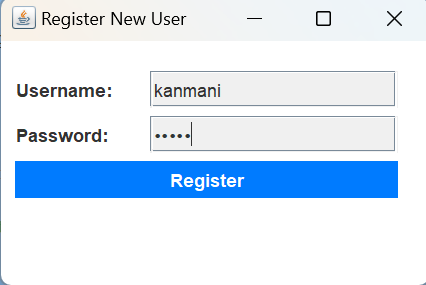 Register New User
Username: kanmani
Password: •••••
Register